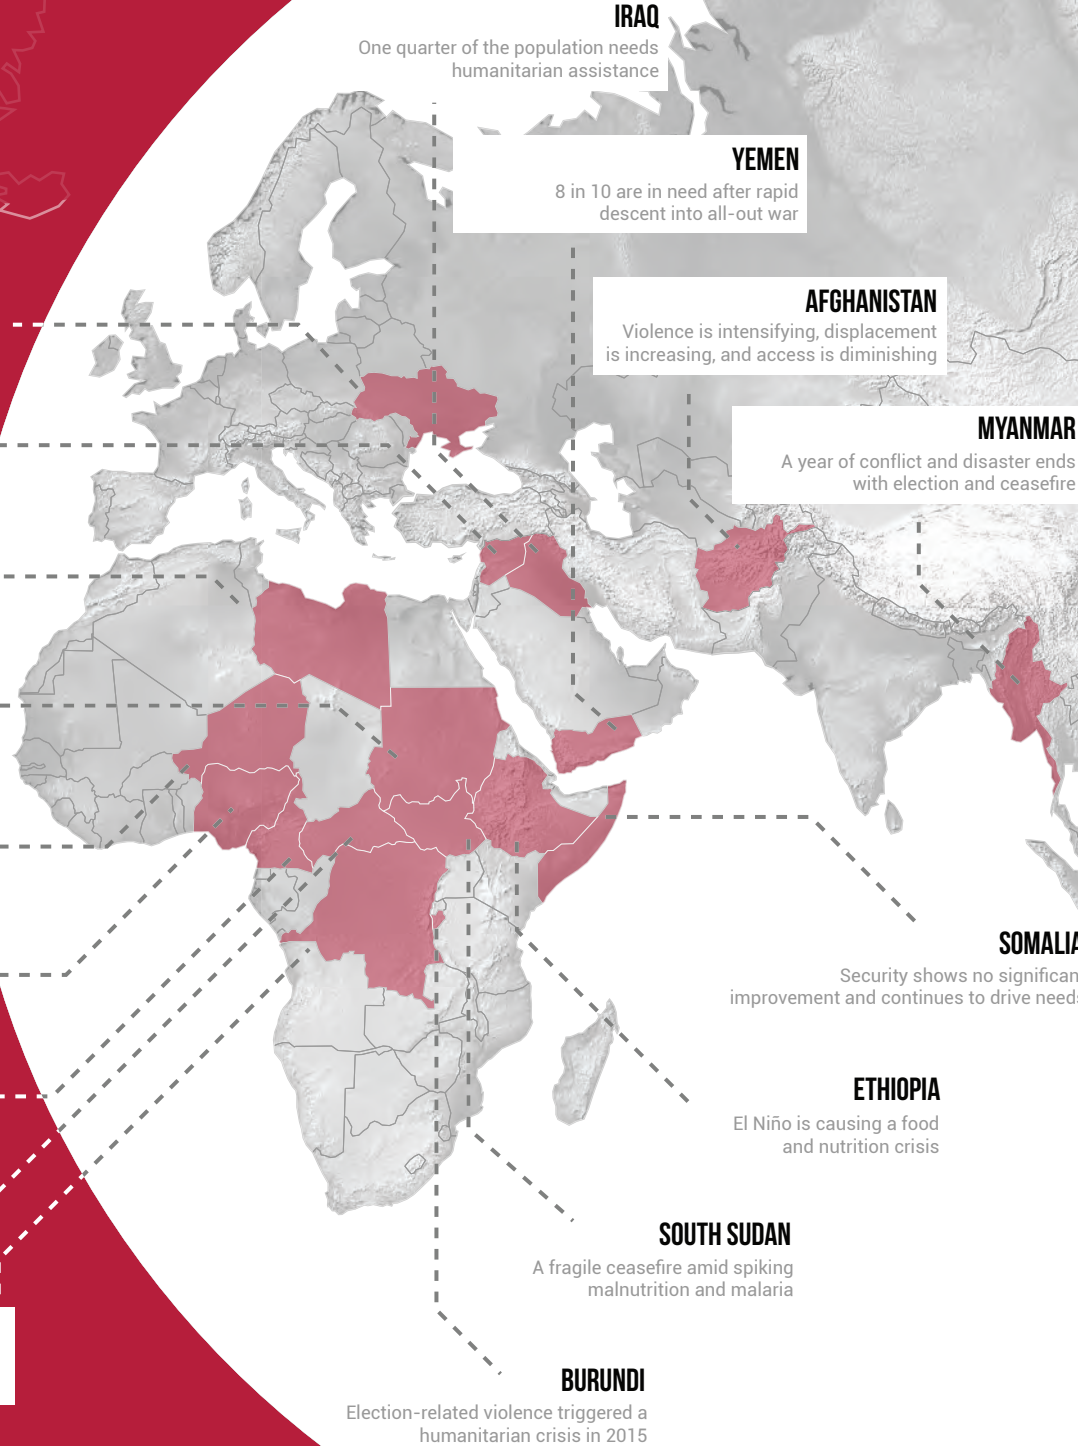 IRAQ
One quarter of the population needs
humanitarian assistance
YEMEN
8 in 10 are in need after rapid
descent into all-out war
AFGHANISTAN
Violence is intensifying, displacement
is increasing, and access is diminishing
MYANMAR
A year of conflict and disaster ends
with election and ceasefire
SOMALIA
Security shows no significan
improvement and continues to drive needs
ETHIOPIA
El Niño is causing a food
and nutrition crisis
SOUTH SUDAN
A fragile ceasefire amid spiking
malnutrition and malaria
BURUNDI
Election-related violence triggered a
humanitarian crisis in 2015